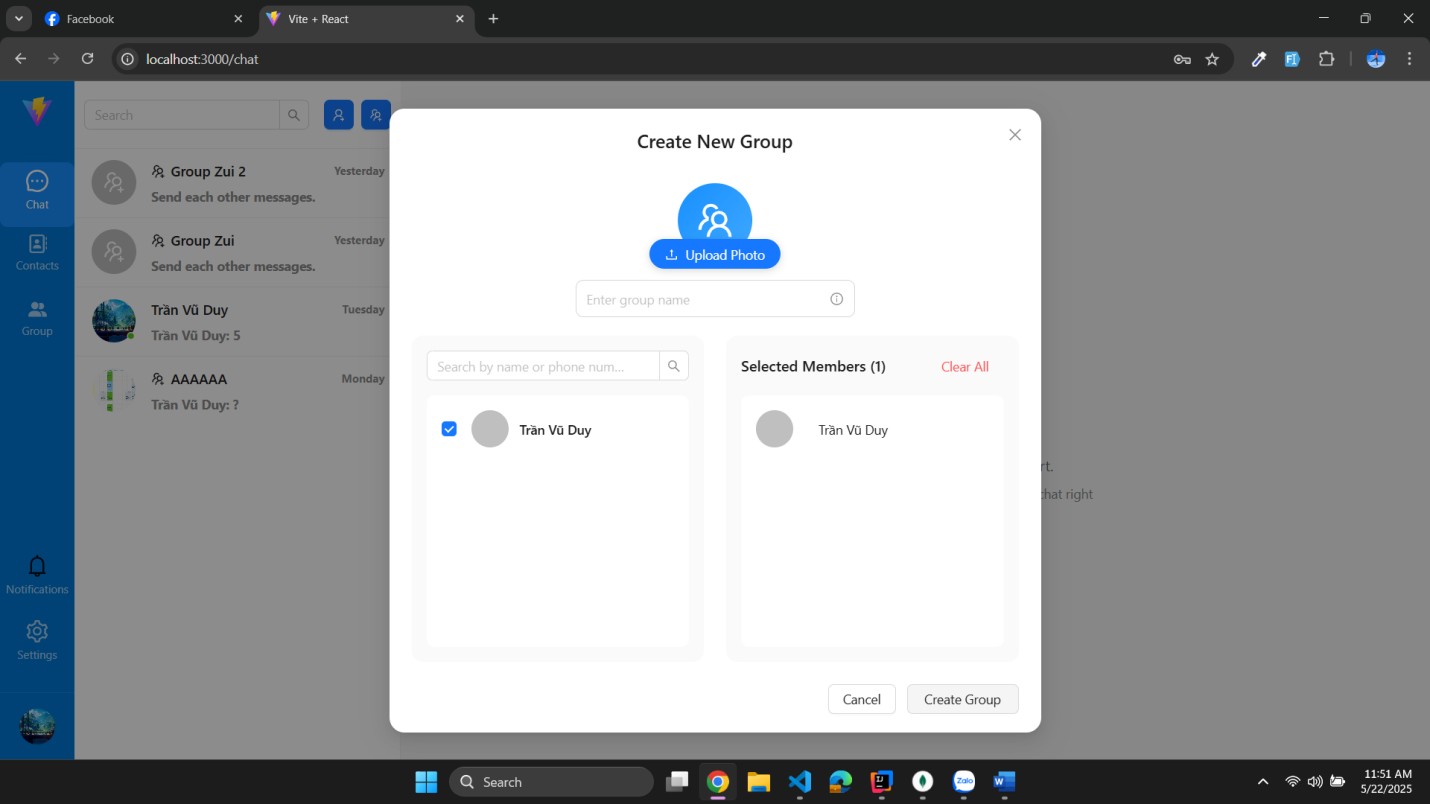 Facebook
Vite + React
localhost:3000/chat
Search
Group Zui 2
Yesterday
Send each other messages.
Group Zui
Yesterday
Send each other messages.
Trần Vũ Duy
Tuesday
Trần Vũ Duy: 5
AAAAAA
Monday
Trần Vũ Duy: ?
Chat
Contacts
Group
Notifications
Settings
Create New Group
Upload Photo
Enter group name
Search by name or phone num...
Trần Vũ Duy
Selected Members (1)
Clear All
Trần Vũ Duy
Cancel
Create Group
rt.
chat right
Search
Zalo
11:51 AM
5/22/2025